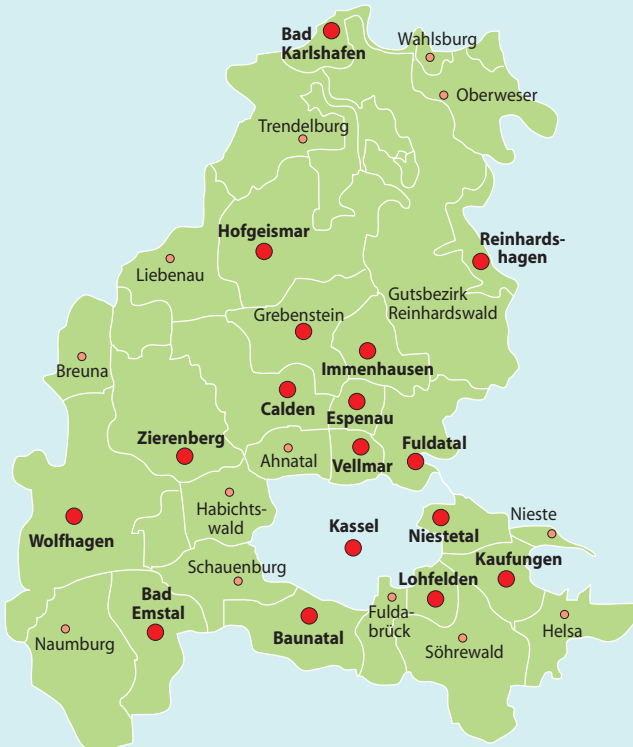 Bad
Karlshafen
Wahlsburg
Oberweser
Trendelburg
Hofgeismar
Reinhards-
hagen
Liebenau
Gutsbezirk
Reinhardswald
Grebenstein
Immenhausen
Breuna
Calden
Espenau
Zierenberg
Ahnatal
Vellmar
Fuldatal
Habichts-
wald
Kassel
Niestetal
Nieste
Wolfhagen
Schauenburg
Kaufungen
Lohfelden
Bad
Emstal
Baunatal
Fulda-
brück
Naumburg
Söhrewald
Helsa